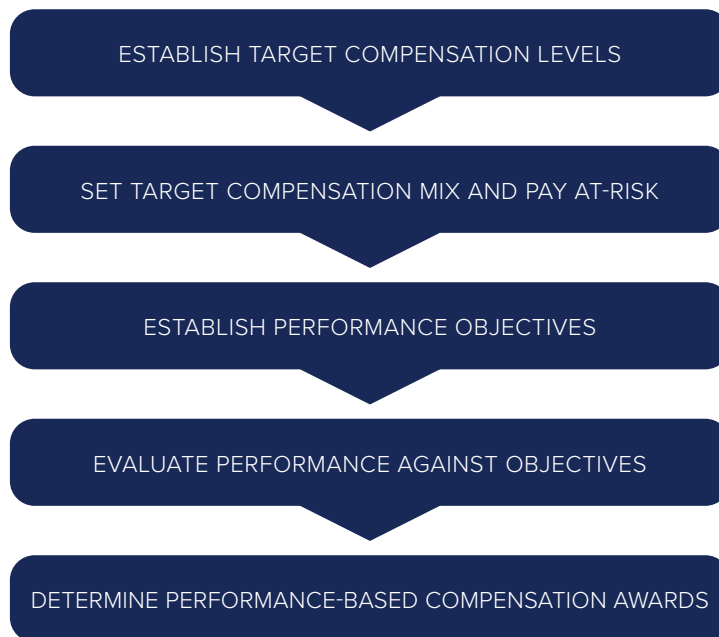 ESTABLISH TARGET COMPENSATION LEVELS
SET TARGET COMPENSATION MIX AND PAY AT-RISK
ESTABLISH PERFORMANCE OBJECTIVES
EVALUATE PERFORMANCE AGAINST OBJECTIVES
DETERMINE PERFORMANCE-BASED COMPENSATION AWARDS